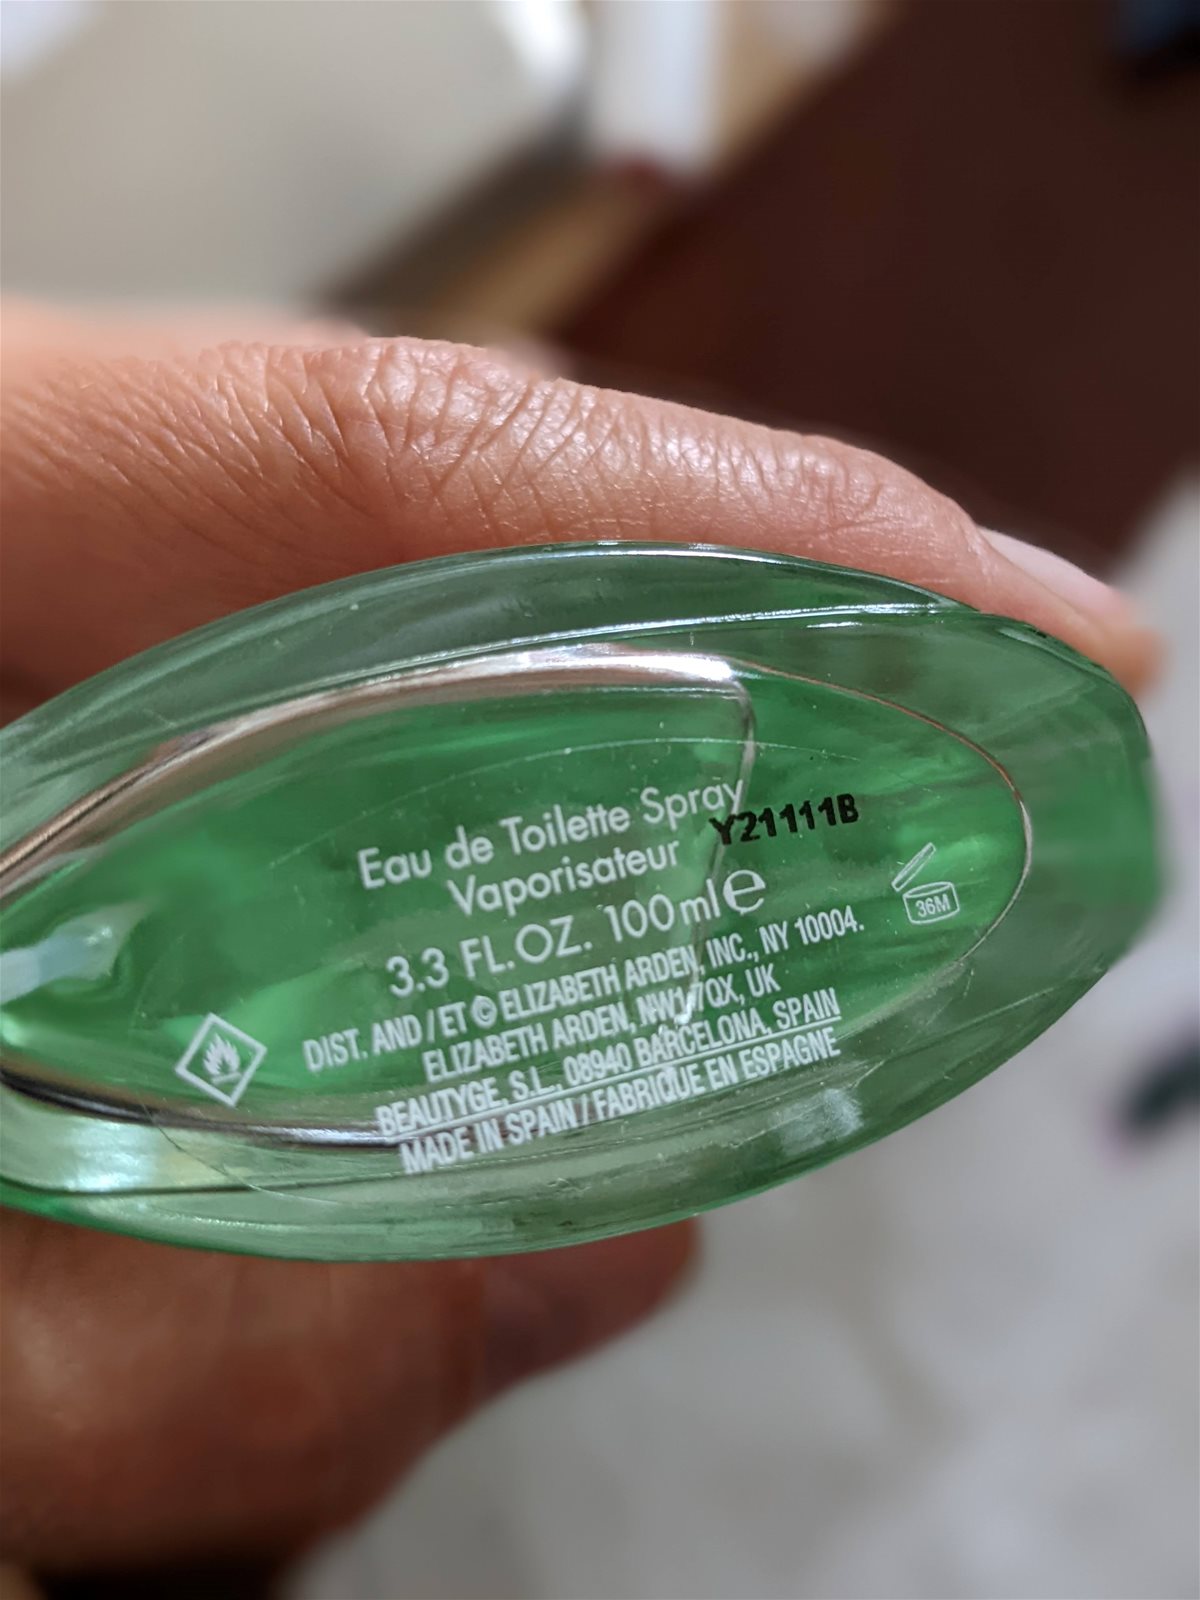 Eau de Toilette Spray
Y21111B
Vaporisateur
3.3 FL.OZ. 100ml e
36M
DIST. AND / ET © ELIZABETH ARDEN, INC., NY 10004.
ELIZABETH ARDEN, NW1 7QX, UK
BEAUTYGE, S.L., 08940 BARCELONA, SPAIN
MADE IN SPAIN / FABRIQUÉ EN ESPAGNE